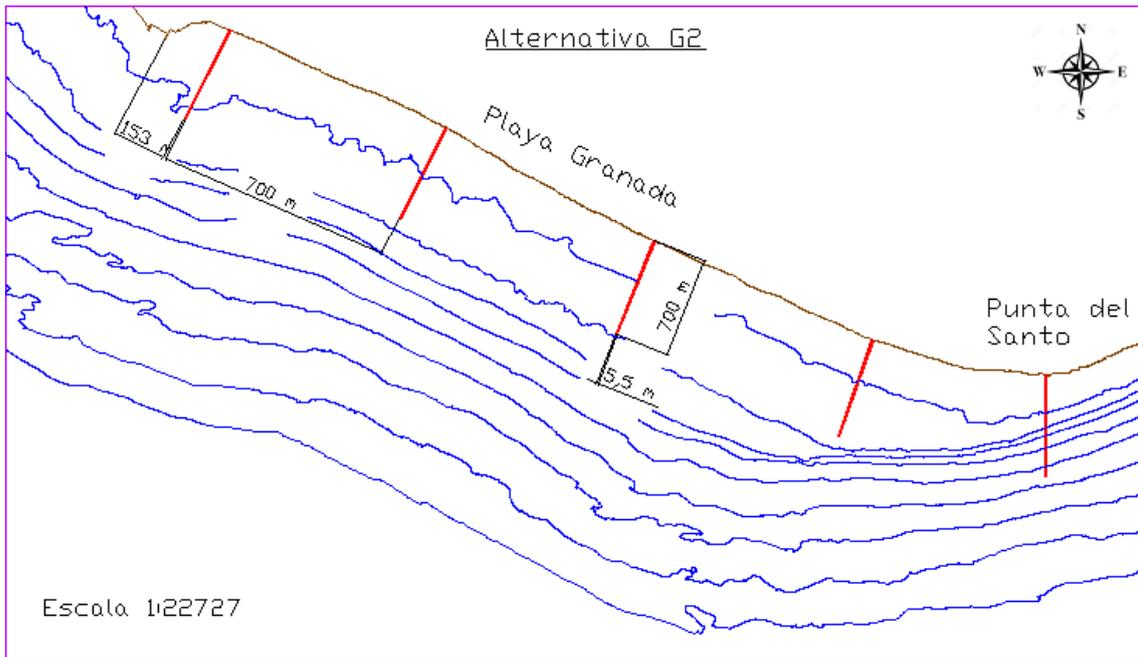 Alternativa G2
N
W E
S
Playa Granada
153 m
700 m
700 m
5,5 m
Punta del
Santo
Escala 1:22727